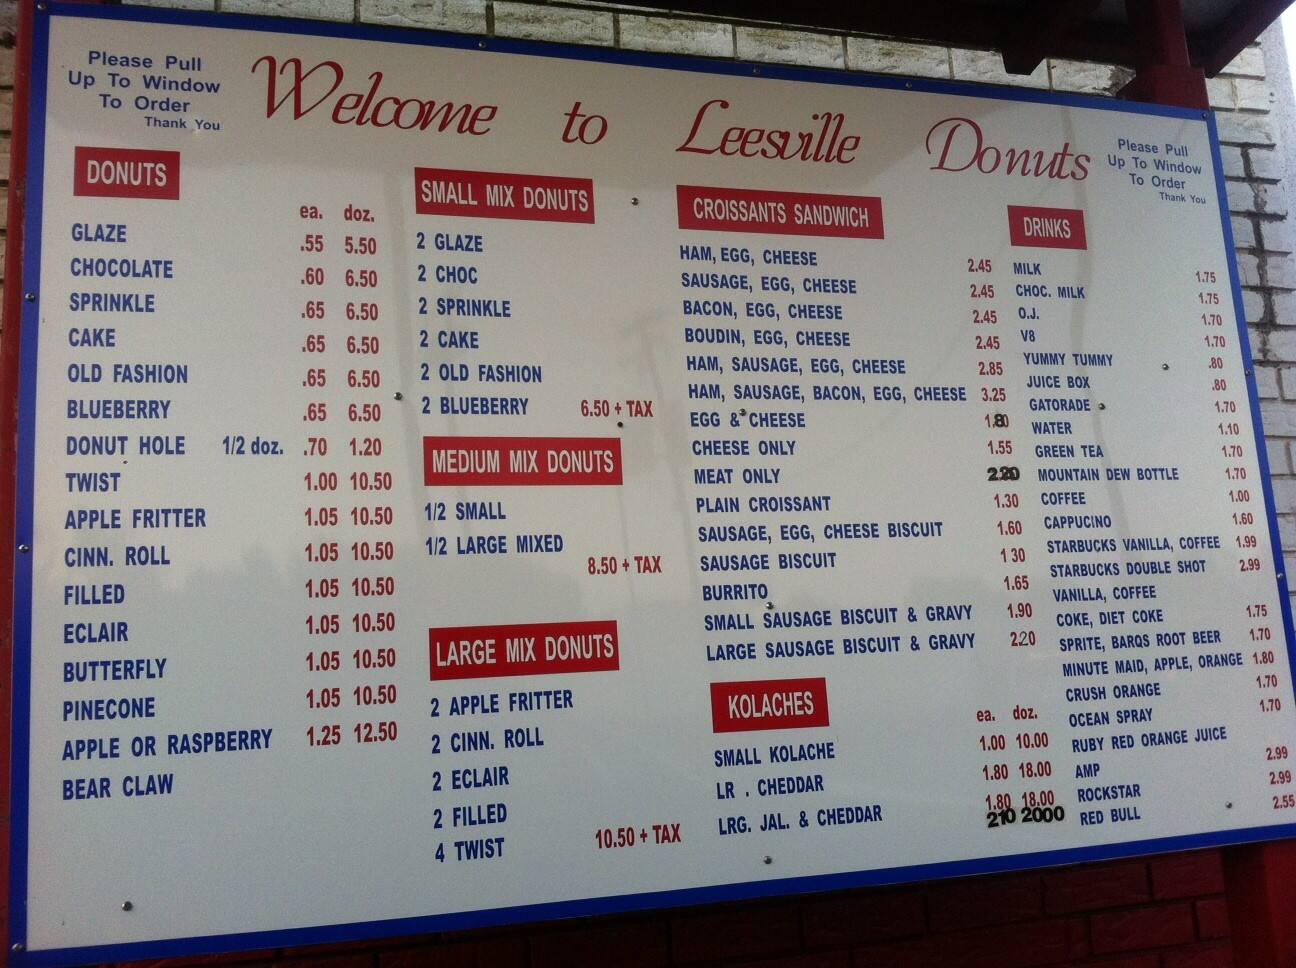 Please Pull
Up To Window
To Order
Thank You
Welcome to Leesville Donuts
Please Pull
Up To Window
To Order
Thank You
DONUTS
ea. doz.
GLAZE .55 5.50
CHOCOLATE .60 6.50
SPRINKLE .65 6.50
CAKE .65 6.50
OLD FASHION .65 6.50
BLUEBERRY .65 6.50
DONUT HOLE 1/2 doz. .70 1.20
TWIST 1.00 10.50
APPLE FRITTER 1.05 10.50
CINN. ROLL 1.05 10.50
FILLED 1.05 10.50
ECLAIR 1.05 10.50
BUTTERFLY 1.05 10.50
PINECONE 1.05 10.50
APPLE OR RASPBERRY 1.25 12.50
BEAR CLAW
SMALL MIX DONUTS
2 GLAZE
2 CHOC
2 SPRINKLE
2 CAKE
2 OLD FASHION
2 BLUEBERRY 6.50 + TAX
MEDIUM MIX DONUTS
1/2 SMALL
1/2 LARGE MIXED
8.50 + TAX
LARGE MIX DONUTS
2 APPLE FRITTER
2 CINN. ROLL
2 ECLAIR
2 FILLED
4 TWIST 10.50 + TAX
CROISSANTS SANDWICH
HAM, EGG, CHEESE 2.45
SAUSAGE, EGG, CHEESE 2.45
BACON, EGG, CHEESE 2.45
BOUDIN, EGG, CHEESE 2.45
HAM, SAUSAGE, EGG, CHEESE 2.85
HAM, SAUSAGE, BACON, EGG, CHEESE 3.25
EGG & CHEESE 1.80
CHEESE ONLY 1.55
MEAT ONLY 2.20
PLAIN CROISSANT 1.30
SAUSAGE, EGG, CHEESE BISCUIT 1.60
SAUSAGE BISCUIT 1 30
BURRITO 1.65
SMALL SAUSAGE BISCUIT & GRAVY 1.90
LARGE SAUSAGE BISCUIT & GRAVY 2.20
KOLACHES
ea. doz.
SMALL KOLACHE 1.00 10.00
LR . CHEDDAR 1.80 18.00
LRG. JAL. & CHEDDAR 1.80 18.00
210 2000
DRINKS
MILK 1.75
CHOC. MILK 1.75
O.J. 1.70
V8 1.70
YUMMY TUMMY .80
JUICE BOX .80
GATORADE 1.70
WATER 1.10
GREEN TEA 1.70
MOUNTAIN DEW BOTTLE 1.70
COFFEE 1.00
CAPPUCINO 1.60
STARBUCKS VANILLA, COFFEE 1.99
STARBUCKS DOUBLE SHOT 2.99
VANILLA, COFFEE
COKE, DIET COKE 1.75
SPRITE, BARQS ROOT BEER 1.70
MINUTE MAID, APPLE, ORANGE 1.80
CRUSH ORANGE 1.70
OCEAN SPRAY 1.70
RUBY RED ORANGE JUICE
AMP 2.99
ROCKSTAR 2.99
RED BULL 2.55